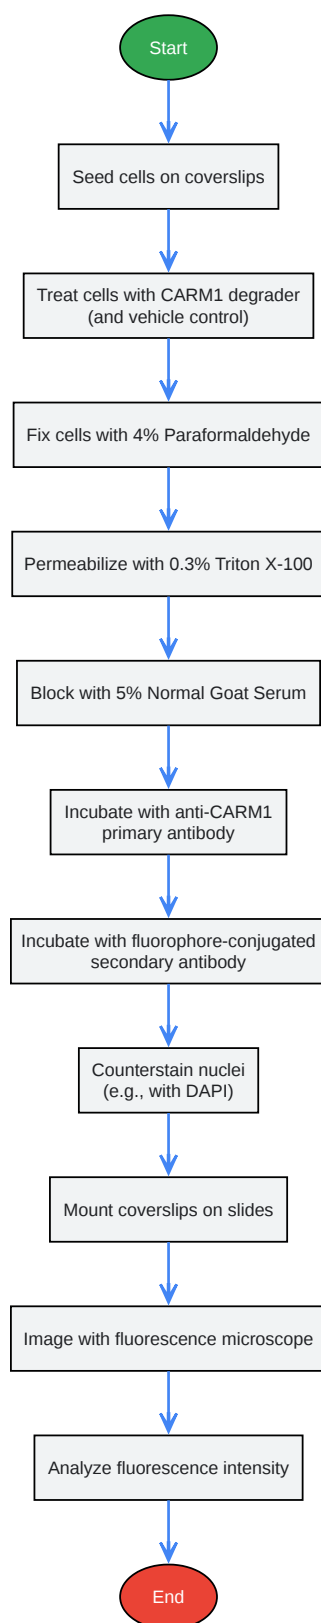 Start
Seed cells on coverslips
Treat cells with CARM1 degrader
(and vehicle control)
Fix cells with 4% Paraformaldehyde
Permeabilize with 0.3% Triton X-100
Block with 5% Normal Goat Serum
Incubate with anti-CARM1
primary antibody
Incubate with fluorophore-conjugated
secondary antibody
Counterstain nuclei
(e.g., with DAPI)
Mount coverslips on slides
Image with fluorescence microscope
Analyze fluorescence intensity
End